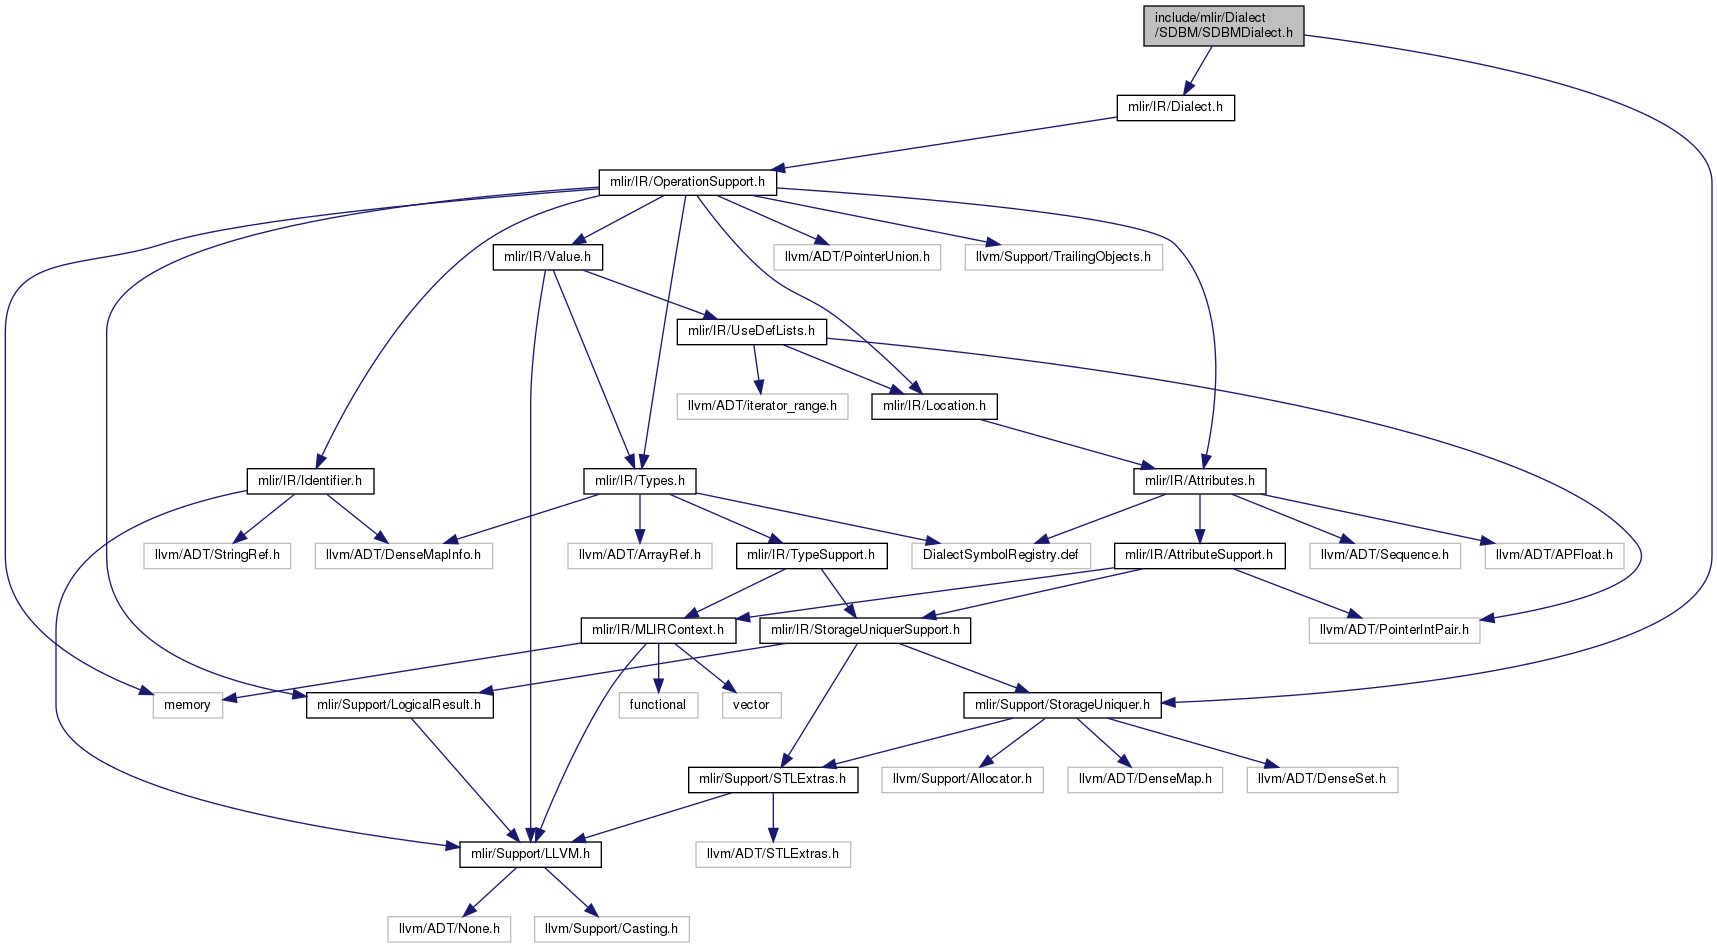 include/mlir/Dialect
/SDBM/SDBMDialect.h
mlir/IR/Dialect.h
mlir/IR/OperationSupport.h
mlir/IR/Value.h
llvm/ADT/PointerUnion.h
llvm/Support/TrailingObjects.h
mlir/IR/UseDefLists.h
llvm/ADT/iterator_range.h
mlir/IR/Location.h
mlir/IR/Identifier.h
mlir/IR/Types.h
mlir/IR/Attributes.h
llvm/ADT/StringRef.h
llvm/ADT/DenseMapInfo.h
llvm/ADT/ArrayRef.h
mlir/IR/TypeSupport.h
DialectSymbolRegistry.def
mlir/IR/AttributeSupport.h
llvm/ADT/Sequence.h
llvm/ADT/APFloat.h
mlir/IR/MLIRContext.h
mlir/IR/StorageUniquerSupport.h
llvm/ADT/PointerIntPair.h
memory
mlir/Support/LogicalResult.h
functional
vector
mlir/Support/StorageUniquer.h
mlir/Support/STLExtras.h
llvm/Support/Allocator.h
llvm/ADT/DenseMap.h
llvm/ADT/DenseSet.h
mlir/Support/LLVM.h
llvm/ADT/STLExtras.h
llvm/ADT/None.h
llvm/Support/Casting.h